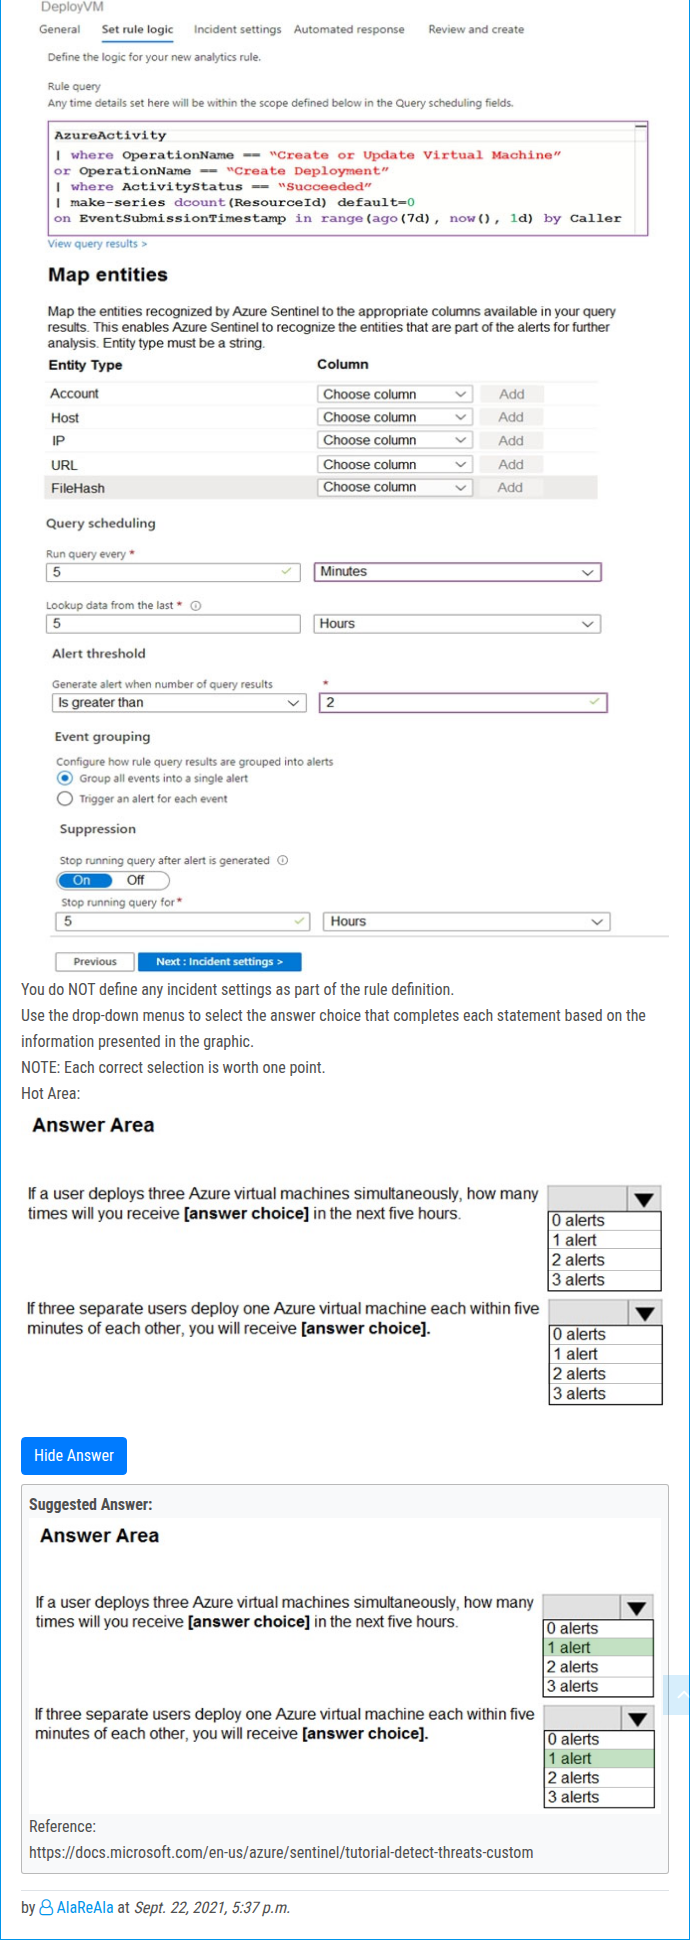 DeployVM
General Set rule logic Incident settings Automated response Review and create
Define the logic for your new analytics rule.
Rule query
Any time details set here will be within the scope defined below in the Query scheduling fields.
AzureActivity
| where OperationName == “Create or Update Virtual Machine”
or OperationName == “Create Deployment”
| where ActivityStatus == “Succeeded”
| make-series dcount(ResourceId) default=0
on EventSubmissionTimestamp in range(ago(7d), now(), 1d) by Caller
View query results >
Map entities
Map the entities recognized by Azure Sentinel to the appropriate columns available in your query
results. This enables Azure Sentinel to recognize the entities that are part of the alerts for further
analysis. Entity type must be a string.
Entity Type Column
Account Choose column Add
Host Choose column Add
IP Choose column Add
URL Choose column Add
FileHash Choose column Add
Query scheduling
Run query every *
5 Minutes
Lookup data from the last *
5 Hours
Alert threshold
Generate alert when number of query results *
Is greater than 2
Event grouping
Configure how rule query results are grouped into alerts
Group all events into a single alert
Trigger an alert for each event
Suppression
Stop running query after alert is generated
On Off
Stop running query for *
5 Hours
Previous Next : Incident settings >
You do NOT define any incident settings as part of the rule definition.
Use the drop-down menus to select the answer choice that completes each statement based on the
information presented in the graphic.
NOTE: Each correct selection is worth one point.
Hot Area:
Answer Area
If a user deploys three Azure virtual machines simultaneously, how many
times will you receive [answer choice] in the next five hours.
0 alerts
1 alert
2 alerts
3 alerts
If three separate users deploy one Azure virtual machine each within five
minutes of each other, you will receive [answer choice].
0 alerts
1 alert
2 alerts
3 alerts
Hide Answer
Suggested Answer:
Answer Area
If a user deploys three Azure virtual machines simultaneously, how many
times will you receive [answer choice] in the next five hours.
0 alerts
1 alert
2 alerts
3 alerts
If three separate users deploy one Azure virtual machine each within five
minutes of each other, you will receive [answer choice].
0 alerts
1 alert
2 alerts
3 alerts
Reference:
https://docs.microsoft.com/en-us/azure/sentinel/tutorial-detect-threats-custom
by AlaReAla at Sept. 22, 2021, 5:37 p.m.